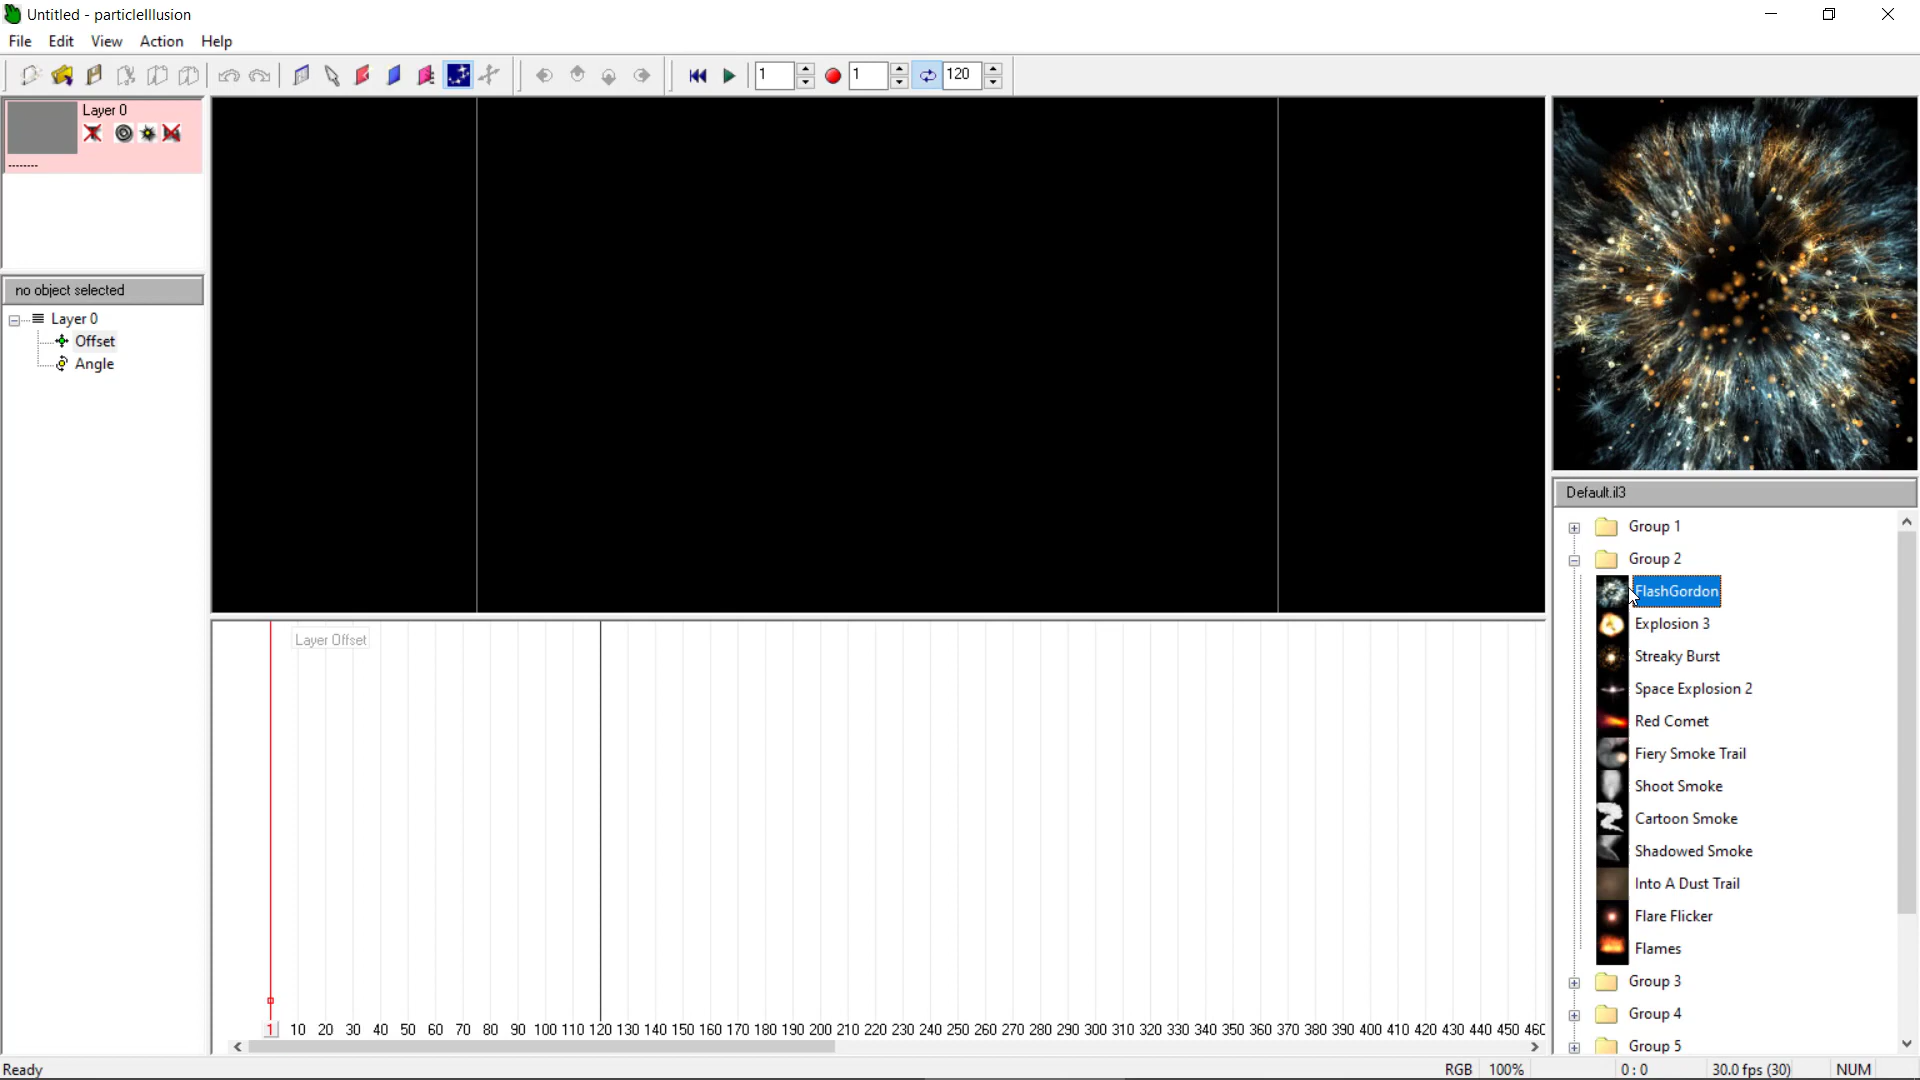 Untitled - particleIllusion
File Edit View Action Help
1 1 120
Layer 0
--------
no object selected
Layer 0
Offset
Angle
Layer Offset
1 10 20 30 40 50 60 70 80 90 100 110 120 130 140 150 160 170 180 190 200 210 220 230 240 250 260 270 280 290 300 310 320 330 340 350 360 370 380 390 400 410 420 430 440 450 460
Default.il3
Group 1
Group 2
FlashGordon
Explosion 3
Streaky Burst
Space Explosion 2
Red Comet
Fiery Smoke Trail
Shoot Smoke
Cartoon Smoke
Shadowed Smoke
Into A Dust Trail
Flare Flicker
Flames
Group 3
Group 4
Group 5
Ready RGB 100% 0 : 0 30.0 fps (30) NUM